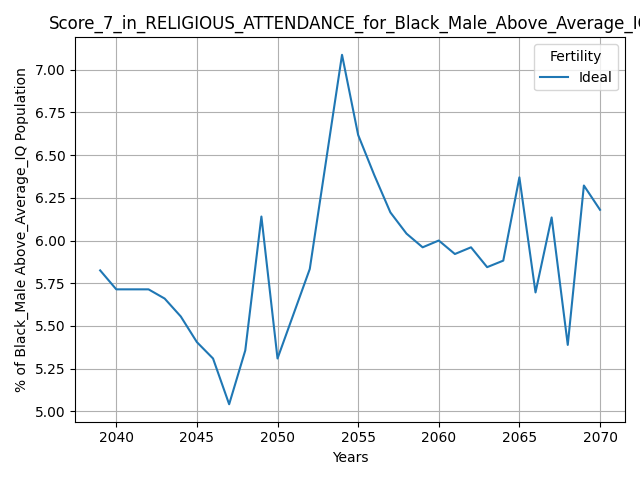 Score_7_in_RELIGIOUS_ATTENDANCE_for_Black_Male_Above_Average_I
Fertility
Ideal
% of Black_Male Above_Average_IQ Population
7.00
6.75
6.50
6.25
6.00
5.75
5.50
5.25
5.00
2040 2045 2050 2055 2060 2065 2070
Years